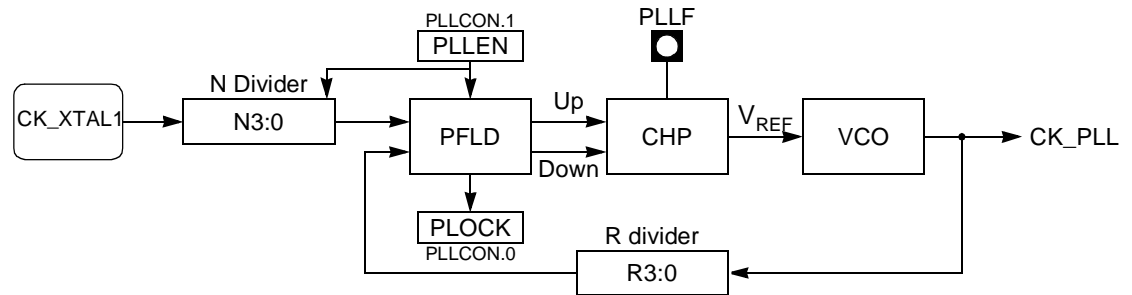 PLLCON.1
PLLEN
PLLF
N Divider
CK_XTAL1
N3:0
PFLD
Up
Down
CHP
VREF
VCO
CK_PLL
PLOCK
PLLCON.0
R divider
R3:0